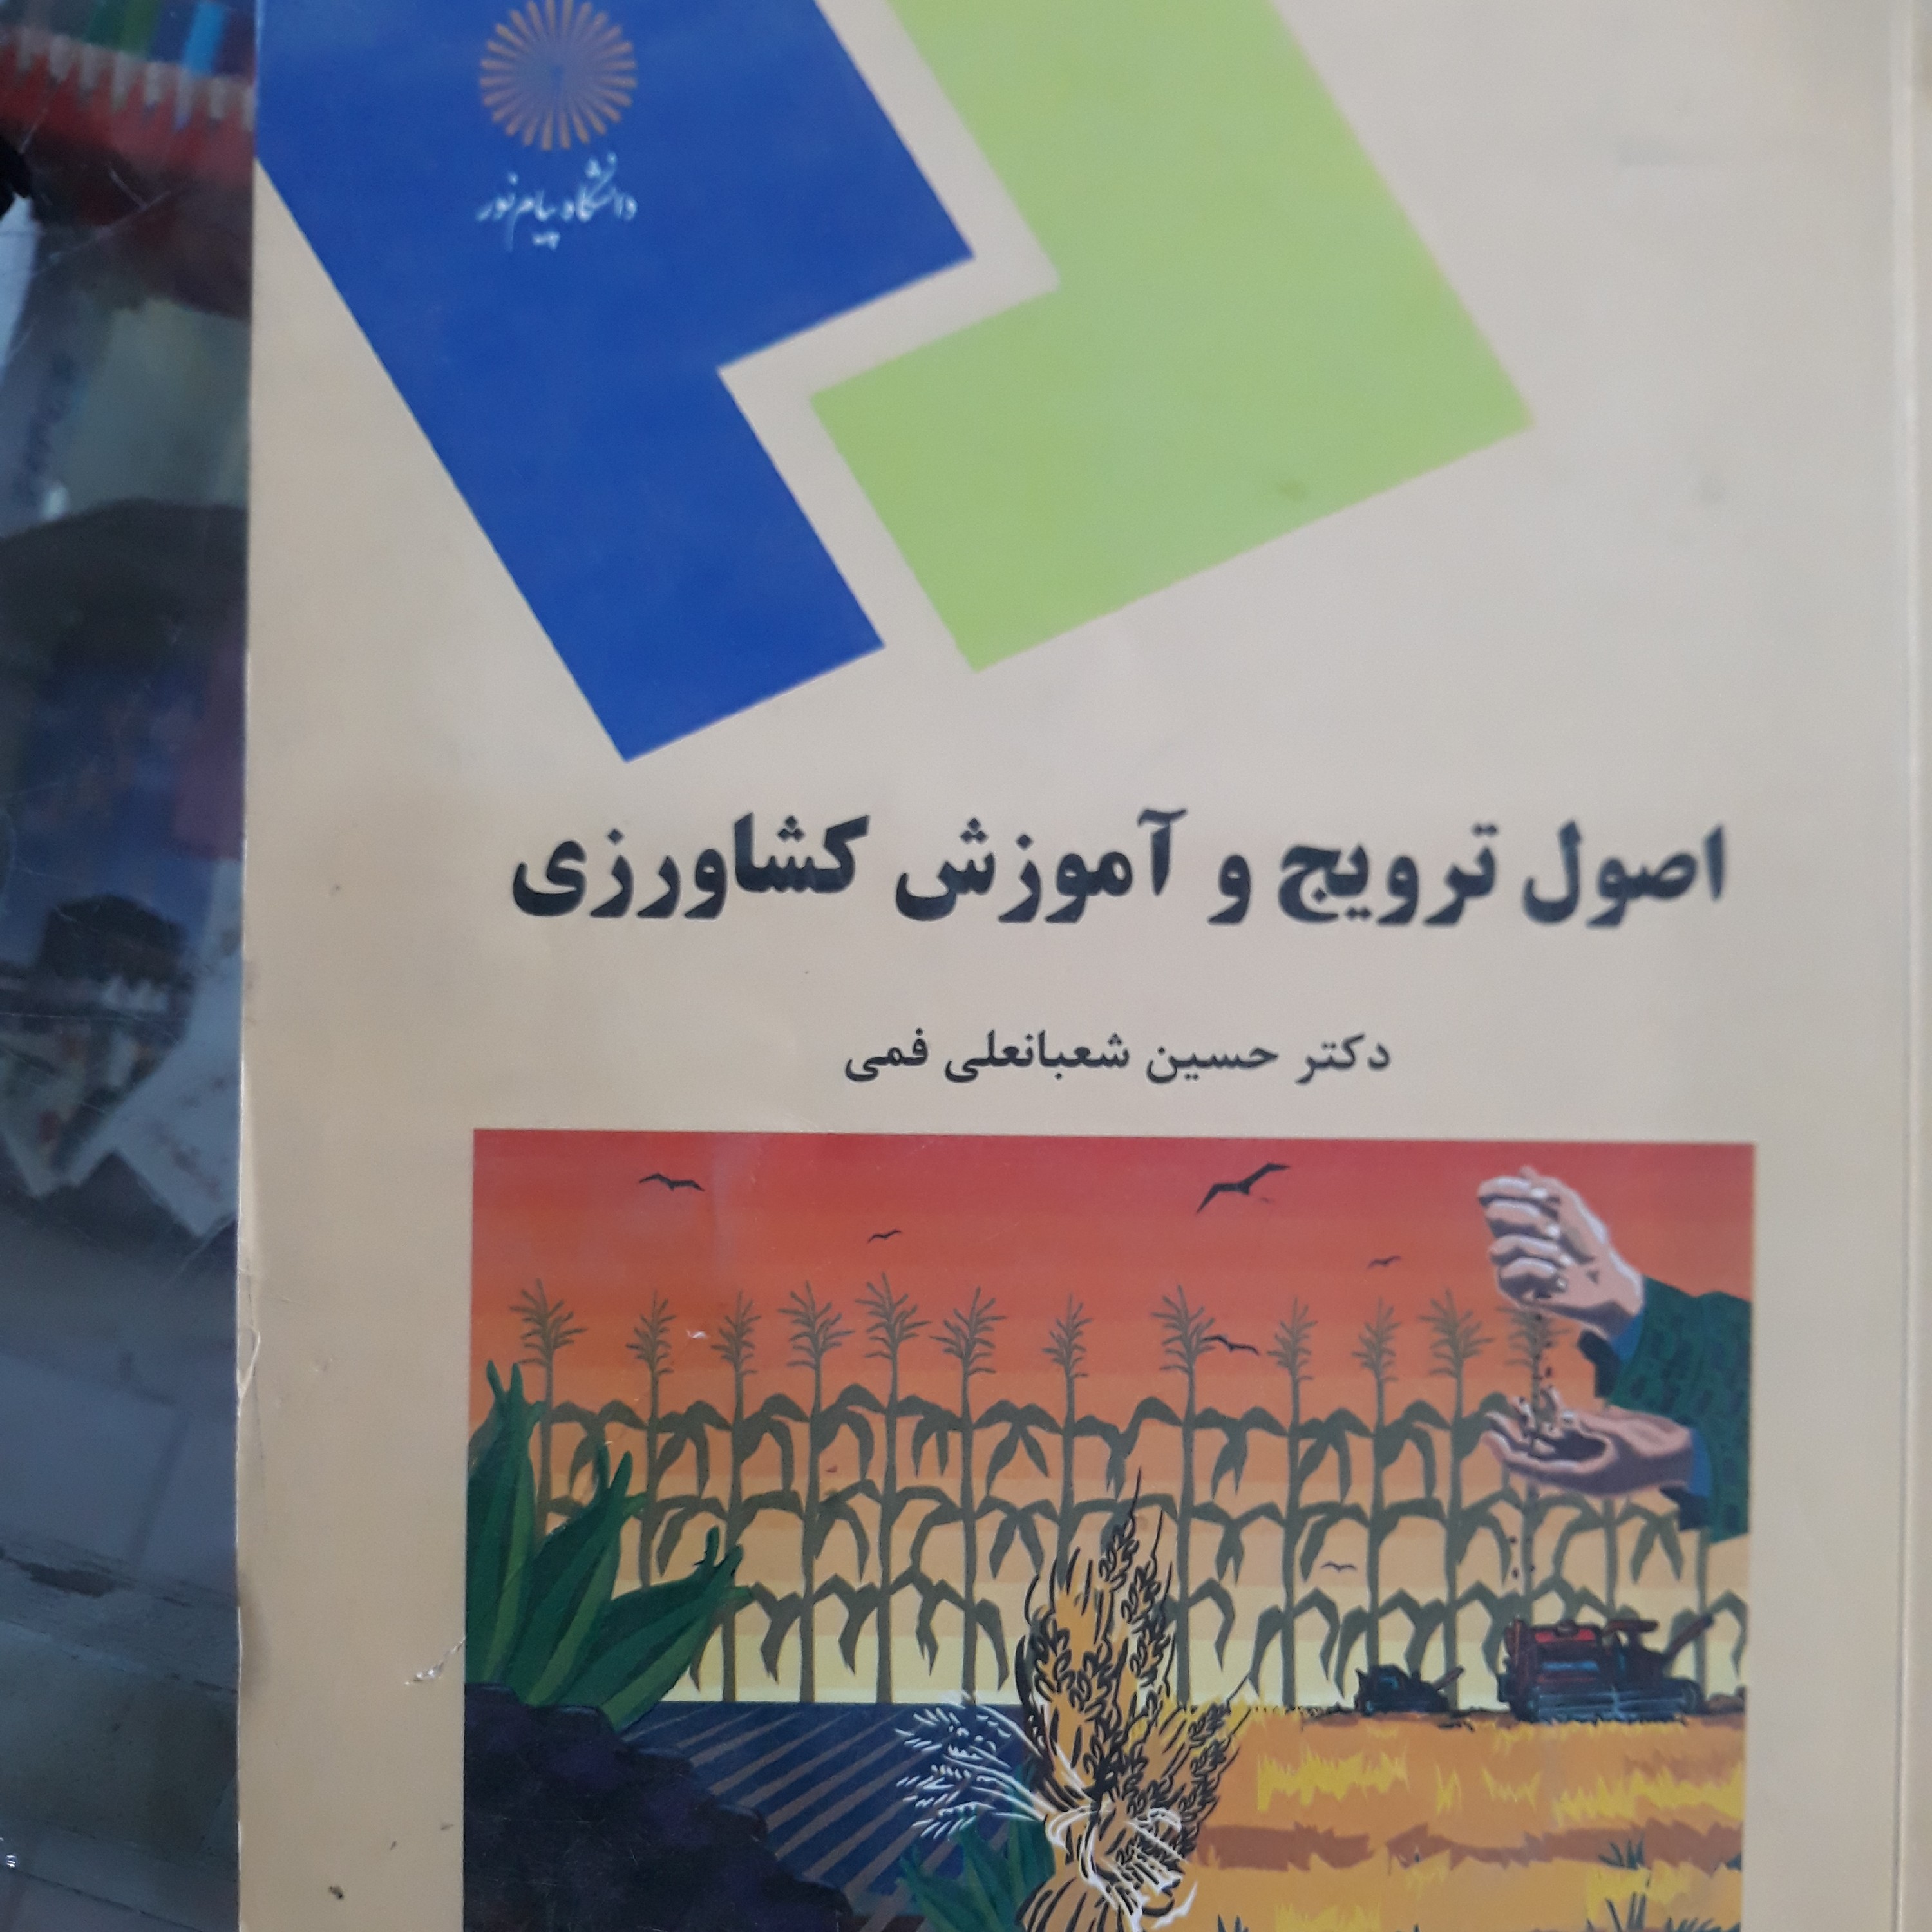 دانشگاه پیام نور
اصول ترویج و آموزش کشاورزی
دکتر حسین شعبانعلی فمی